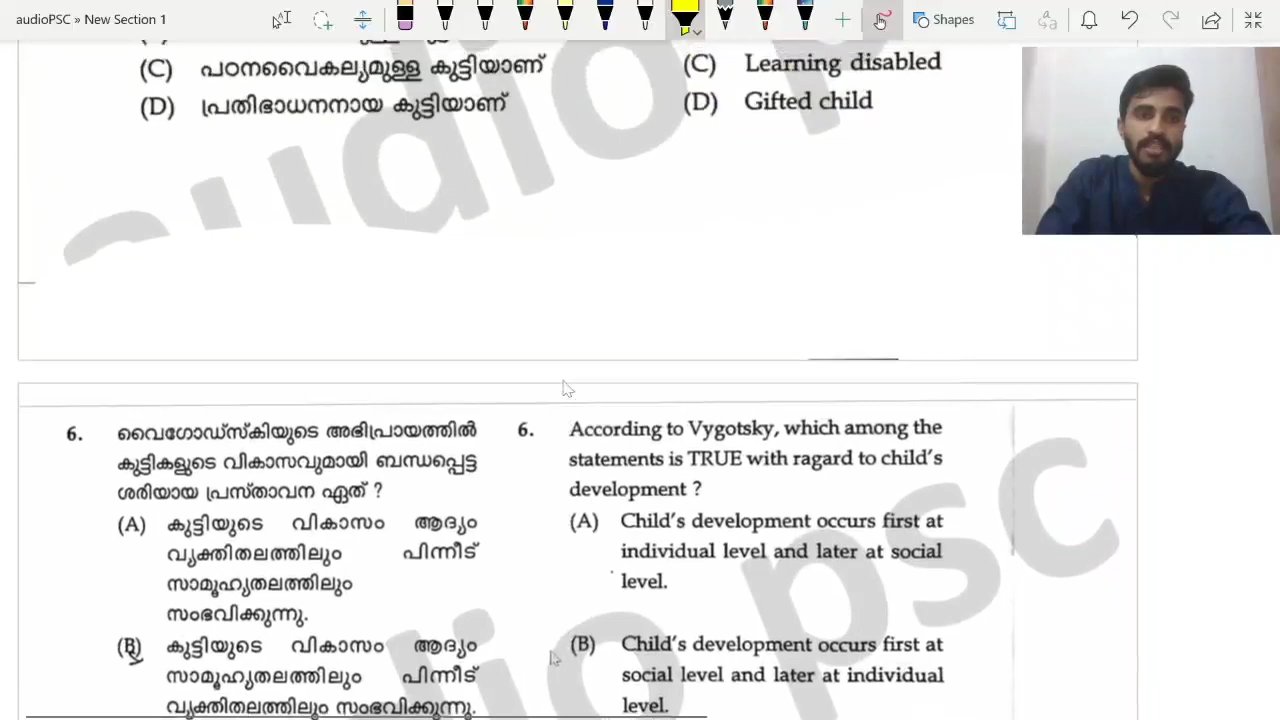 audioPSC » New Section 1
Shapes
(C) പഠനവൈകല്യമുള്ള കുട്ടിയാണ്
(D) പ്രതിഭാധനനായ കുട്ടിയാണ്
(C) Learning disabled
(D) Gifted child
audio p
6. വൈഗോഡ്സ്കിയുടെ അഭിപ്രായത്തിൽ
കുട്ടികളുടെ വികാസവുമായി ബന്ധപ്പെട്ട
ശരിയായ പ്രസ്താവന ഏത് ?
(A) കുട്ടിയുടെ വികാസം ആദ്യം
വ്യക്തിതലത്തിലും പിന്നീട്
സാമൂഹ്യതലത്തിലും
സംഭവിക്കുന്നു.
(B) കുട്ടിയുടെ വികാസം ആദ്യം
സാമൂഹ്യതലത്തിലും പിന്നീട്
വ്യക്തിതലത്തിലും സംഭവിക്കുന്നു.
6. According to Vygotsky, which among the
statements is TRUE with ragard to child's
development ?
(A) Child's development occurs first at
individual level and later at social
level.
(B) Child's development occurs first at
social level and later at individual
level.
dio psc